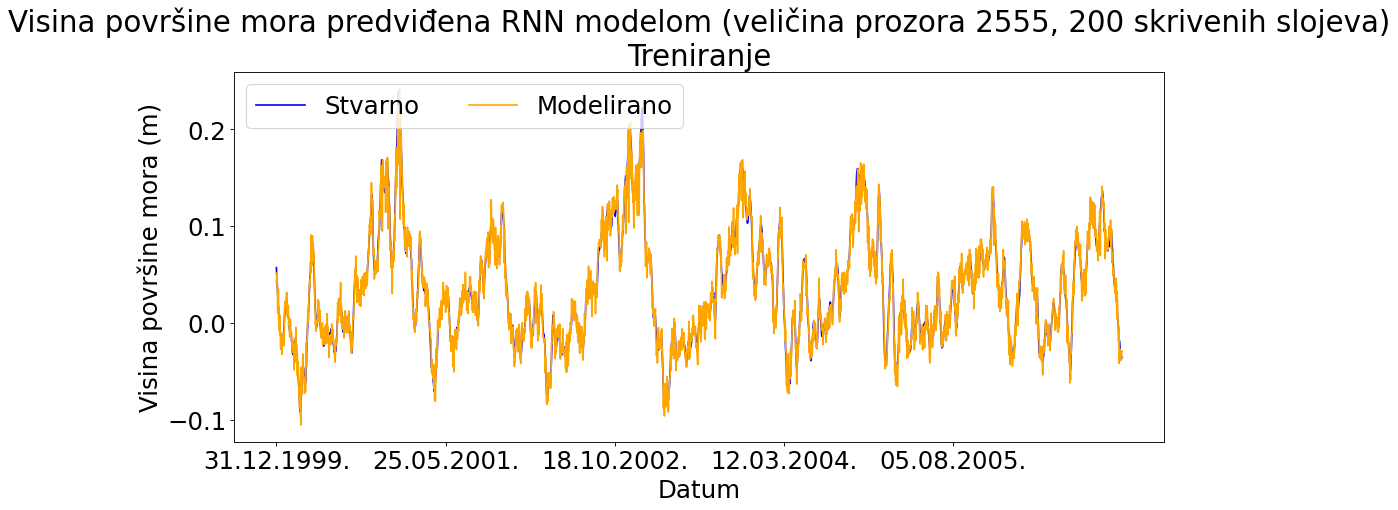 Visina površine mora predviđena RNN modelom (veličina prozora 2555, 200 skrivenih slojeva)
Treniranje
Stvarno Modelirano
Visina površine mora (m)
0.2
0.1
0.0
−0.1
31.12.1999. 25.05.2001. 18.10.2002. 12.03.2004. 05.08.2005.
Datum